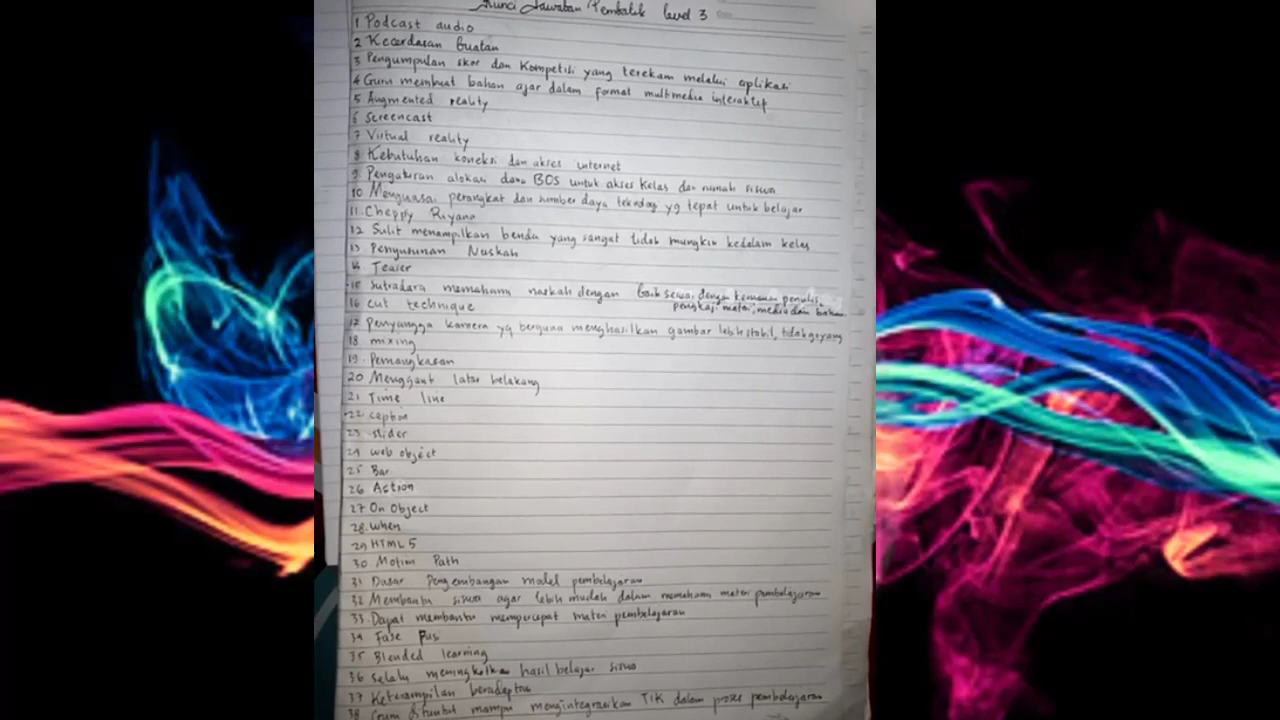 Kunci Jawaban Pembatik level 3
1 Podcast audio
2 Kecerdasan buatan
3 Pengumpulan skor dan Kompetisi yang terekam melalui aplikasi
4 Guru membuat bahan ajar dalam format multimedia interaktif
5 Augmented reality
6 Screencast
7 Virtual reality
8 Kebutuhan koneksi dan akses internet
9 Pengaturan alokasi dana BOS untuk akses Kelas dan rumah siswa
10 Menguasai perangkat dan sumber daya teknologi yg tepat untuk belajar
11. Cheppy Riyana
12 Sulit menampilkan benda yang sangat tidak mungkin kedalam kelas
13 Penyusunan Naskah
14 Teaser
15 Sutradara memahami naskah dengan baik sesuai dengan kemauan penulis,
pengkaji materi, media dan bahan
16 cut technique
17 Penyangga kamera yg berguna menghasilkan gambar lebih stabil, tidak goyang
18. mixing
19. Pemangkasan
20 Mengganti latar belakang
21 Time line
22 caption
23 slider
24 web object
25 Bar
26 Action
27 On Object
28. when
29 HTML 5
30 Motion Path
31 Dasar Pengembangan model pembelajaran
32 Membantu siswa agar lebih mudah dalam memahami materi pembelajaran
33. Dapat membantu mempercepat materi pembelajaran
34 Fase
35 Blended learning
36 Selalu meningkatkan hasil belajar siswa
37 Keterampilan beradaptasi
38 Guru dituntut mampu mengintegrasikan TIK dalam proses pembelajaran